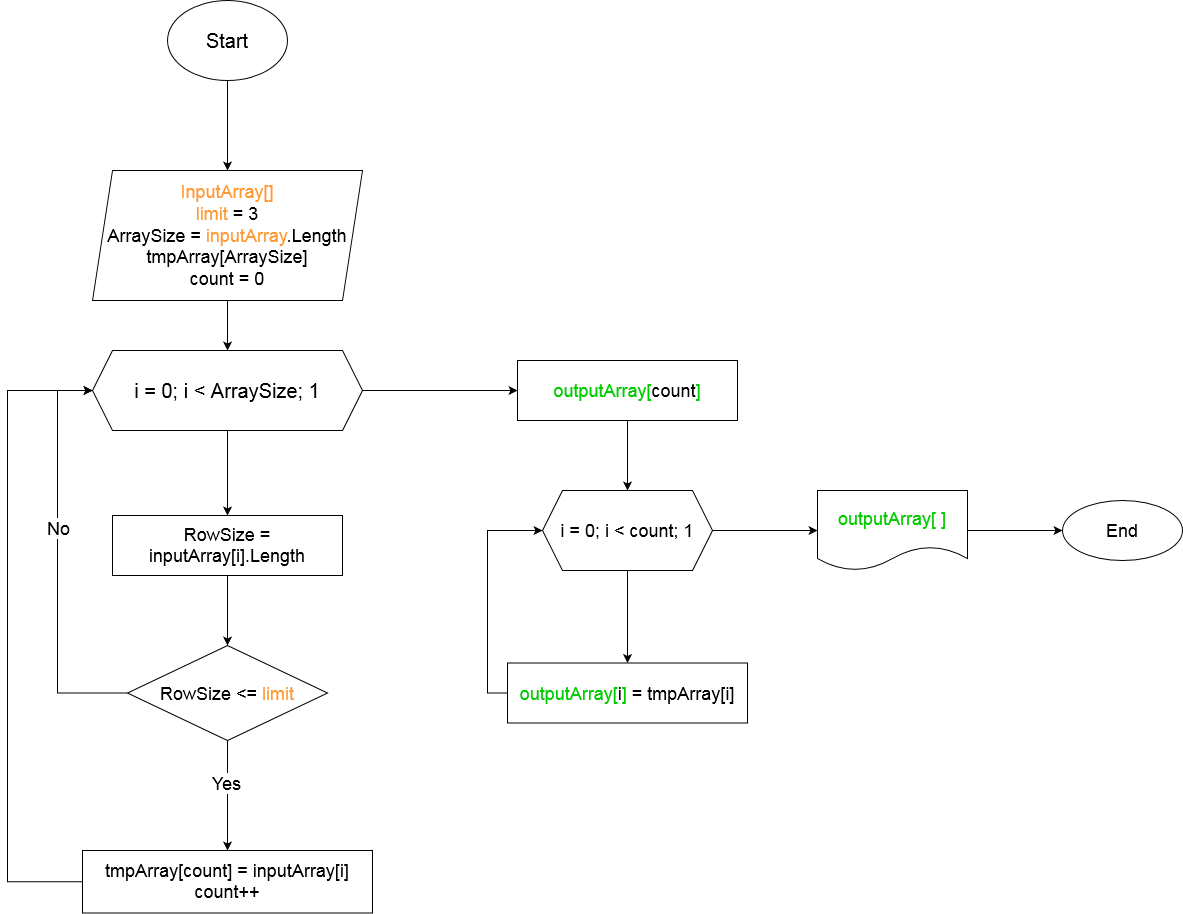 Start
InputArray[]
limit = 3
ArraySize = inputArray.Length
tmpArray[ArraySize]
count = 0
i = 0; i < ArraySize; 1
outputArray[count]
No
RowSize =
inputArray[i].Length
i = 0; i < count; 1
outputArray[ ]
End
RowSize <= limit
outputArray[i] = tmpArray[i]
Yes
tmpArray[count] = inputArray[i]
count++